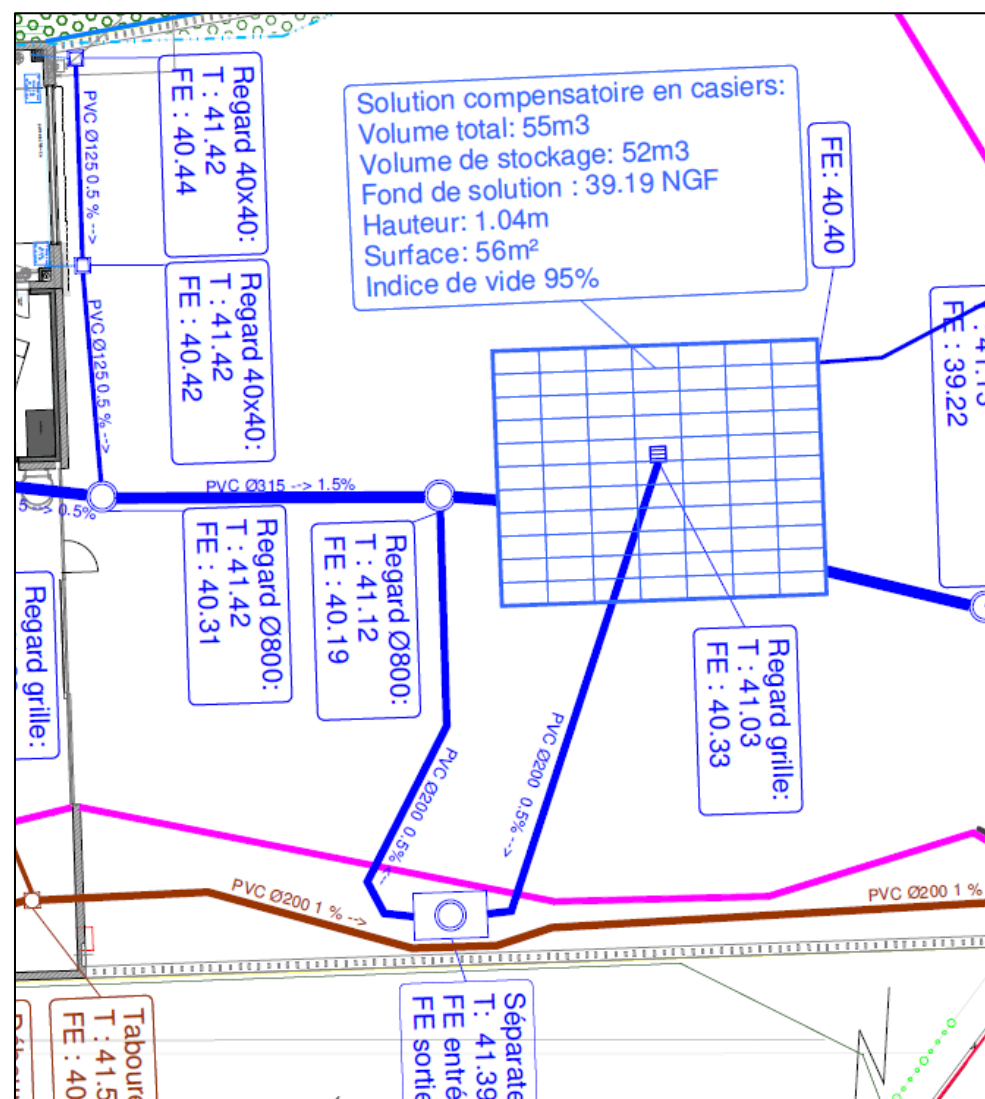 Solution compensatoire en casiers:
Volume total: 55m3
Volume de stockage: 52m3
Fond de solution : 39.19 NGF
Hauteur: 1.04m
Surface: 56m²
Indice de vide 95%
FE: 40.40
Regard 40x40:
T : 41.42
FE : 40.44
Regard 40x40:
T : 41.42
FE : 40.42
PVC Ø125 0.5 % -->
PVC Ø125 0.5 % -->
FE : 39.22
PVC Ø315 --> 1.5%
--> 0.5%
Regard Ø800:
T : 41.42
FE : 40.31
Regard Ø800:
T : 41.12
FE : 40.19
Regard grille:
Regard grille:
T : 41.03
FE : 40.33
PVC Ø200 0.5% <--
PVC Ø200 0.5% -->
PVC Ø200 1 % -->
PVC Ø200 1 %
T : 41.5
FE : 40
T: 41.39
FE sortie
N